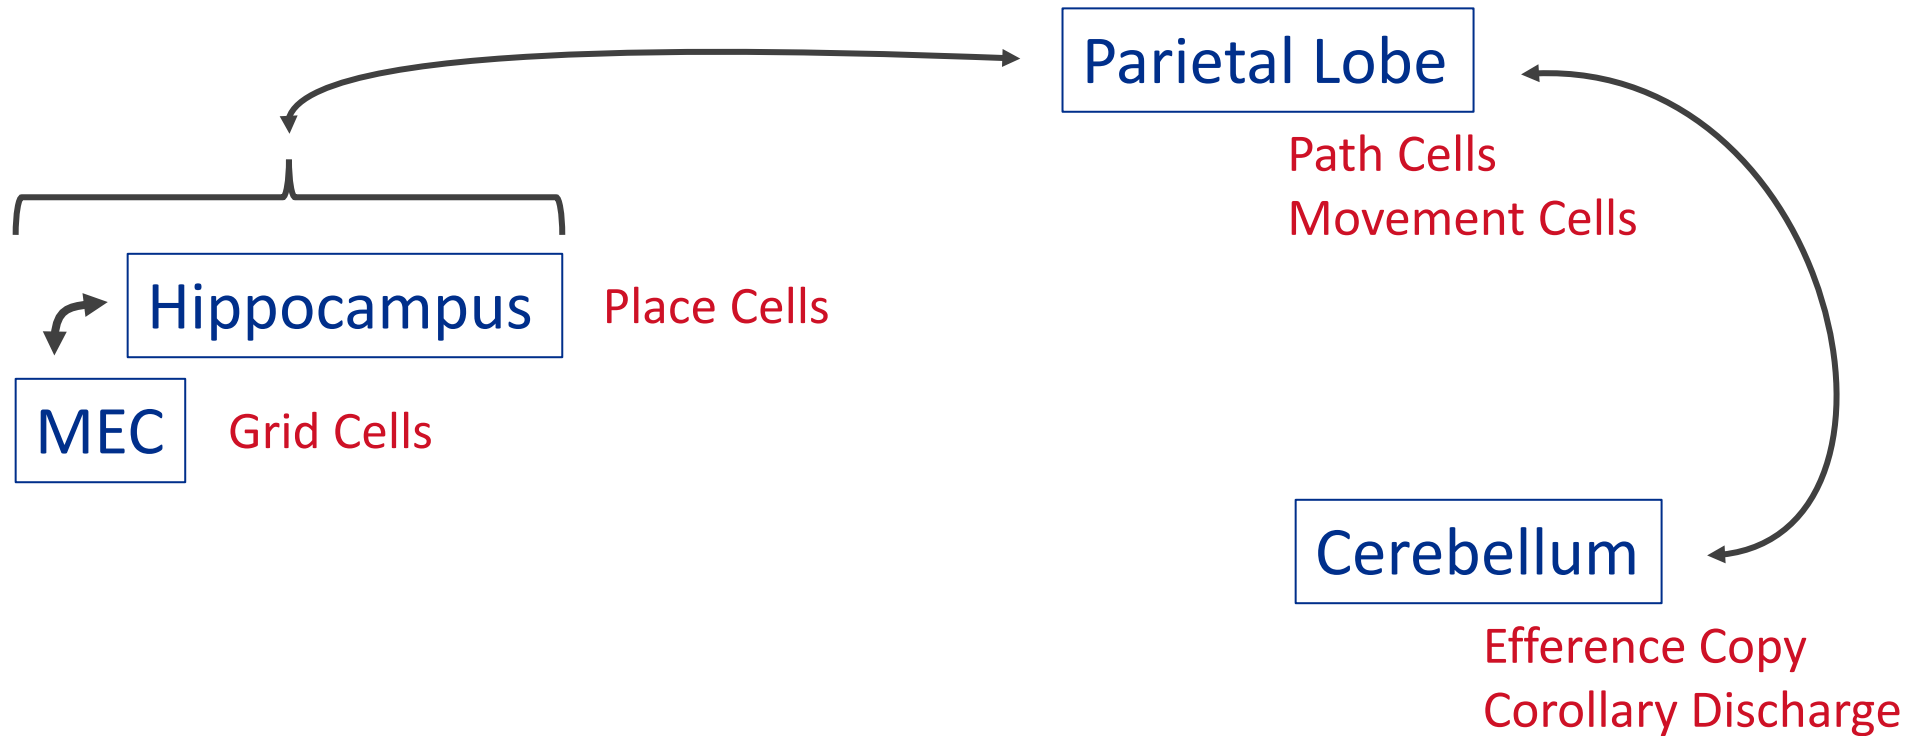 Parietal Lobe
Path Cells
Movement Cells
Hippocampus
Place Cells
MEC
Grid Cells
Cerebellum
Efference Copy
Corollary Discharge